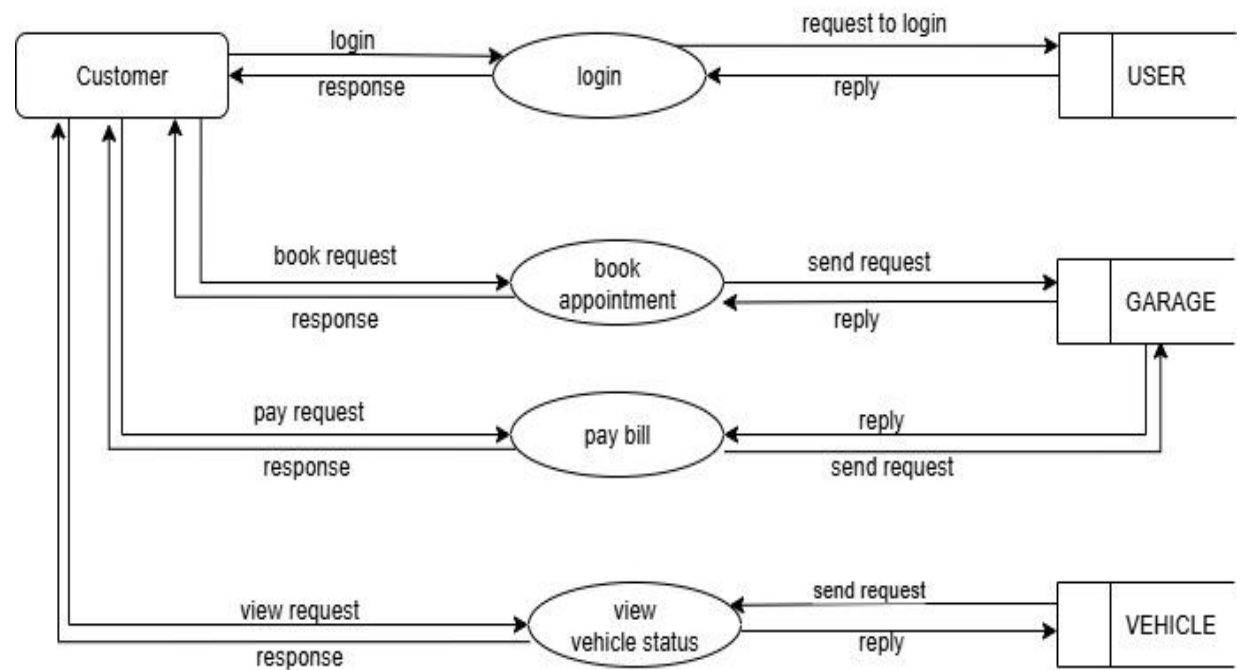 login
request to login
Customer
login
USER
response
reply
book request
book
appointment
send request
GARAGE
response
reply
pay request
pay bill
reply
response
send request
view request
view
vehicle status
send request
VEHICLE
response
reply